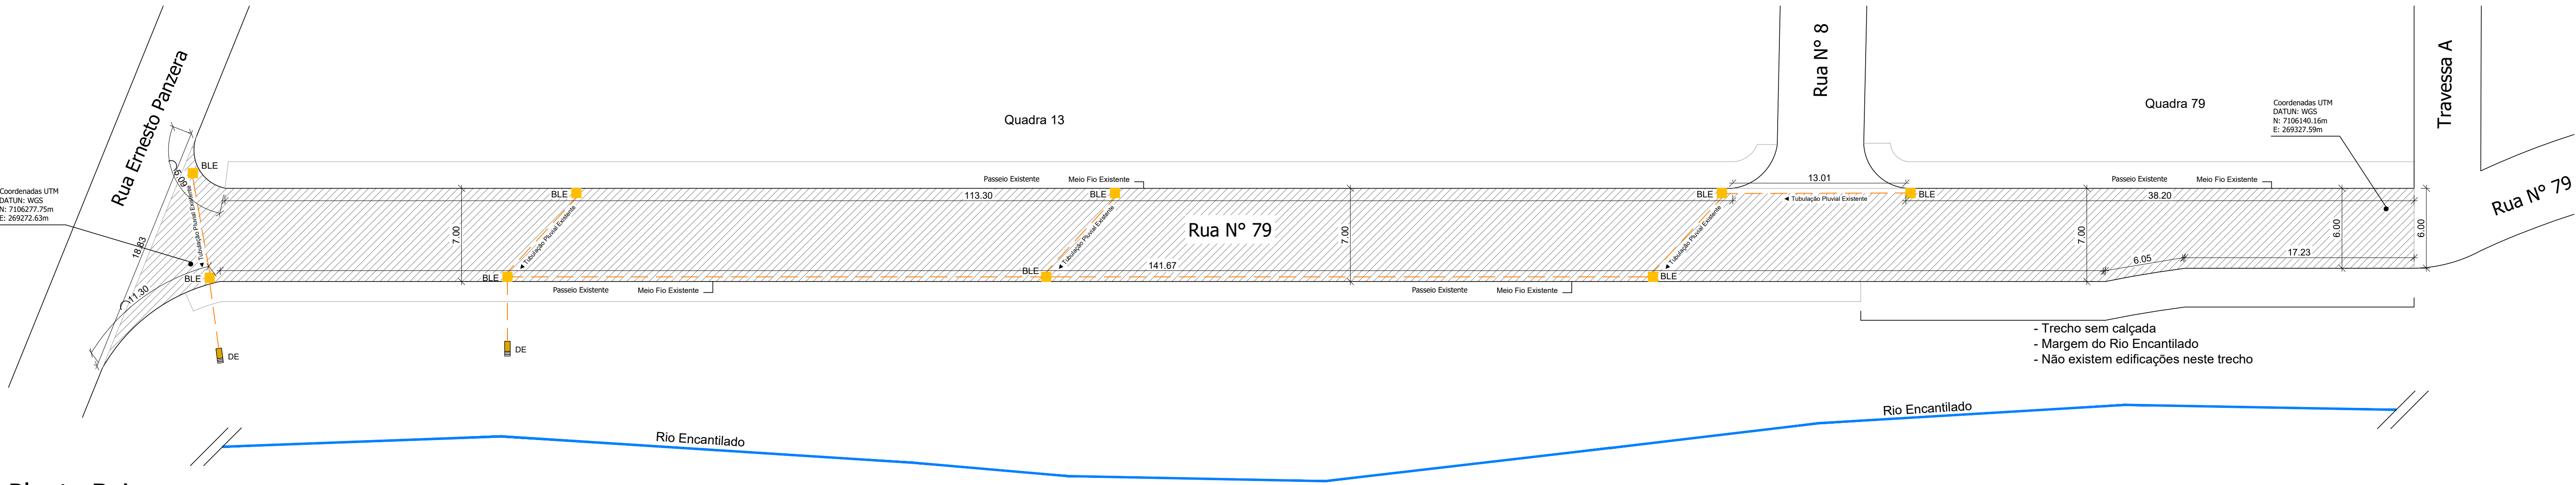 Rua Ernesto Panzera
Rua N° 8
Travessa A
Quadra 13
Quadra 79
Coordenadas UTM
DATUN: WGS
N: 7106140.16m
E: 269327.59m
Coordenadas UTM
DATUN: WGS
N: 7106277.75m
E: 269272.63m
BLE
5.09
Tubulação Pluvial Existente
18.83
11.30
BLE
DE
Passeio Existente
Meio Fio Existente
BLE
113.30
BLE
BLE
13.01
BLE
Tubulação Pluvial Existente
Passeio Existente
Meio Fio Existente
38.20
Rua N° 79
7.00
Tubulação Pluvial Existente
Tubulação Pluvial Existente
Rua N° 79
7.00
Tubulação Pluvial Existente
7.00
6.00
6.00
BLE
BLE
141.67
BLE
6.05
17.23
Passeio Existente
Meio Fio Existente
Passeio Existente
Meio Fio Existente
DE
- Trecho sem calçada
- Margem do Rio Encantilado
- Não existem edificações neste trecho
Rio Encantilado
Rio Encantilado